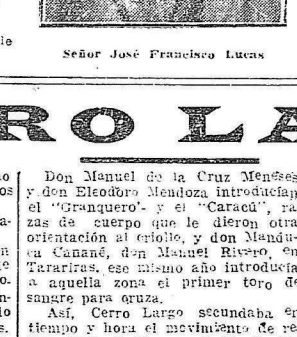 le
Señor José Francisco Lucas
RO LA
Don Manuel de la Cruz Meneses
y don Eleodoro Mendoza introducían
el "Granquero"- y el "Caracú", ra
zas de cuerpo que le dieron otra
orientación al criollo, y don
Canané, don Manuel Rivero, en
Tarariras, ese mismo año introducía
a aquella zona el primer toro de
sangre para cruza.
Así, Cerro Largo secundaba en
tiempo y hora el movimiento de re